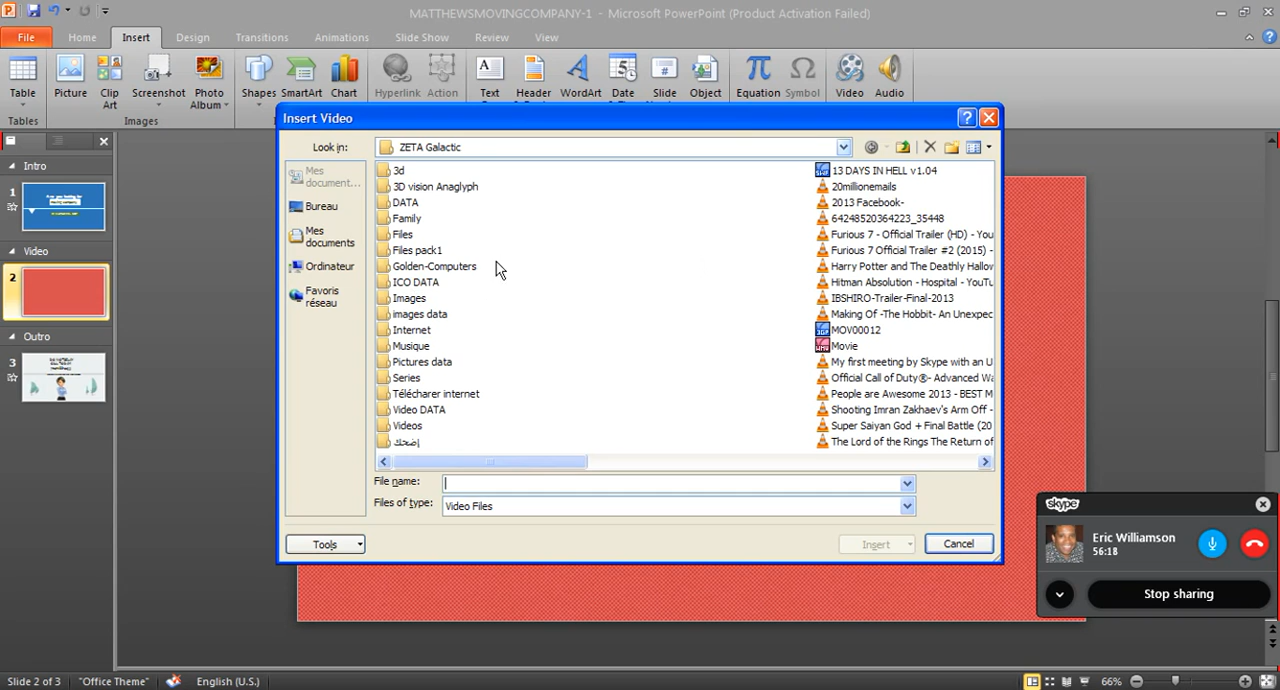 MATTHEWSMOVINGCOMPANY-1 - Microsoft PowerPoint (Product Activation Failed)
File Home Insert Design Transitions Animations Slide Show Review View
Table Picture Clip Art Screenshot Photo Album Shapes SmartArt Chart Hyperlink Action Text Header WordArt Date Slide Object Equation Symbol Video Audio
Tables Images
Insert Video
Look in: ZETA Galactic
Mes document...
Bureau
Mes documents
Ordinateur
Favoris réseau
3d
3D vision Anaglyph
DATA
Family
Files
Files pack1
Golden-Computers
ICO DATA
Images
images data
Internet
Musique
Pictures data
Series
Télécharer internet
Video DATA
Videos
إضحك
13 DAYS IN HELL v1.04
20millionemails
2013 Facebook-
64248520364223_35448
Furious 7 - Official Trailer (HD) - You
Furious 7 Official Trailer #2 (2015) -
Harry Potter and The Deathly Hallow
Hitman Absolution - Hospital - YouTu
IBSHIRO-Trailer-Final-2013
Making Of -The Hobbit- An Unexpec
MOV00012
Movie
My first meeting by Skype with an U
Official Call of Duty®- Advanced Wa
People are Awesome 2013 - BEST M
Shooting Imran Zakhaev's Arm Off -
Super Saiyan God + Final Battle (20
The Lord of the Rings The Return of
File name:
Files of type: Video Files
Tools Insert Cancel
Intro
1
Video
2
Outro
3
skype
Eric Williamson
56:18
Stop sharing
Slide 2 of 3 "Office Theme" English (U.S.) 66%